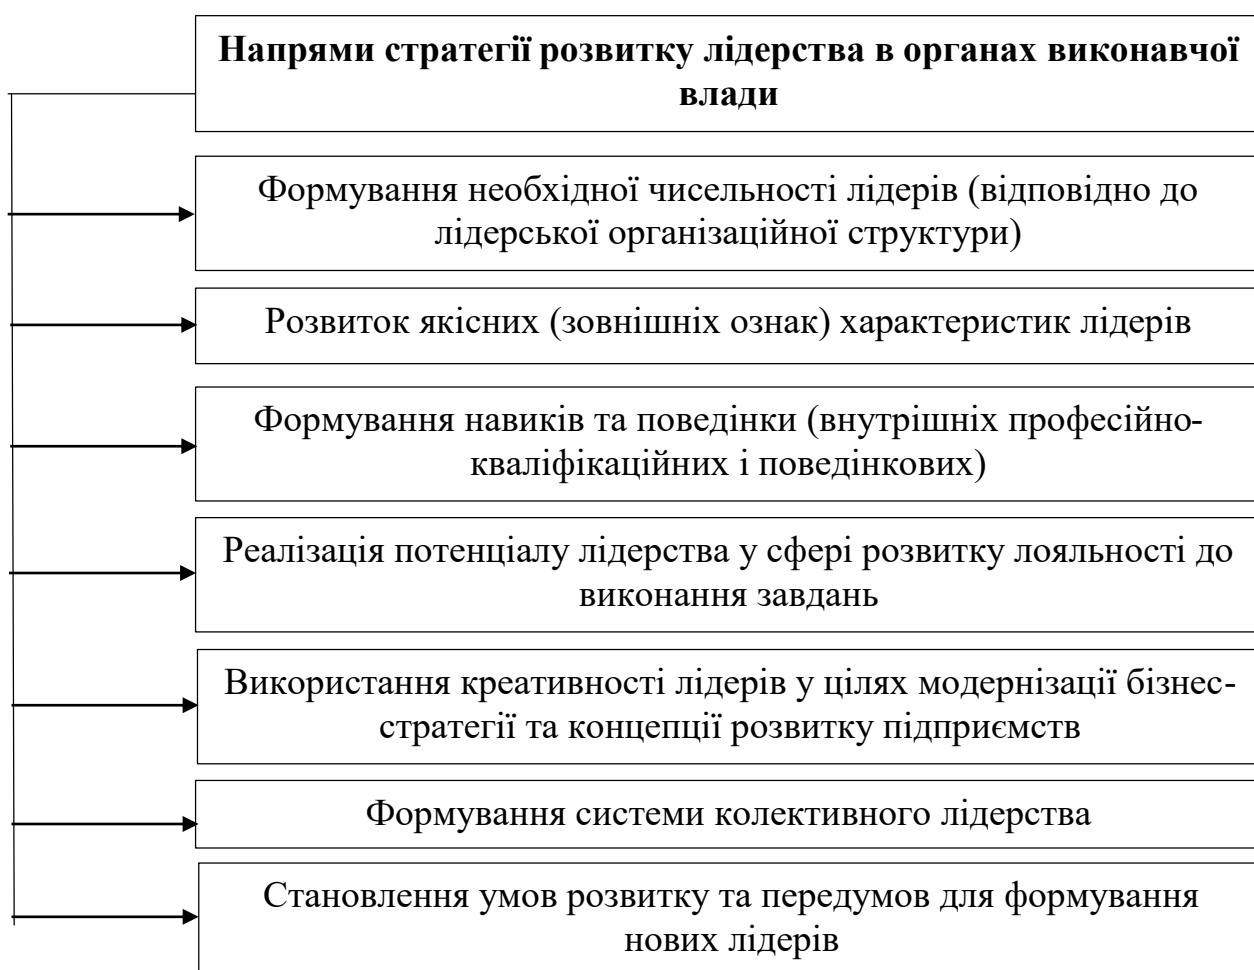 Напрями стратегії розвитку лідерства в органах виконавчої
влади
Формування необхідної чисельності лідерів (відповідно до
лідерської організаційної структури)
Розвиток якісних (зовнішніх ознак) характеристик лідерів
Формування навиків та поведінки (внутрішніх професійно-
кваліфікаційних і поведінкових)
Реалізація потенціалу лідерства у сфері розвитку лояльності до
виконання завдань
Використання креативності лідерів у цілях модернізації бізнес-
стратегії та концепції розвитку підприємств
Формування системи колективного лідерства
Становлення умов розвитку та передумов для формування
нових лідерів